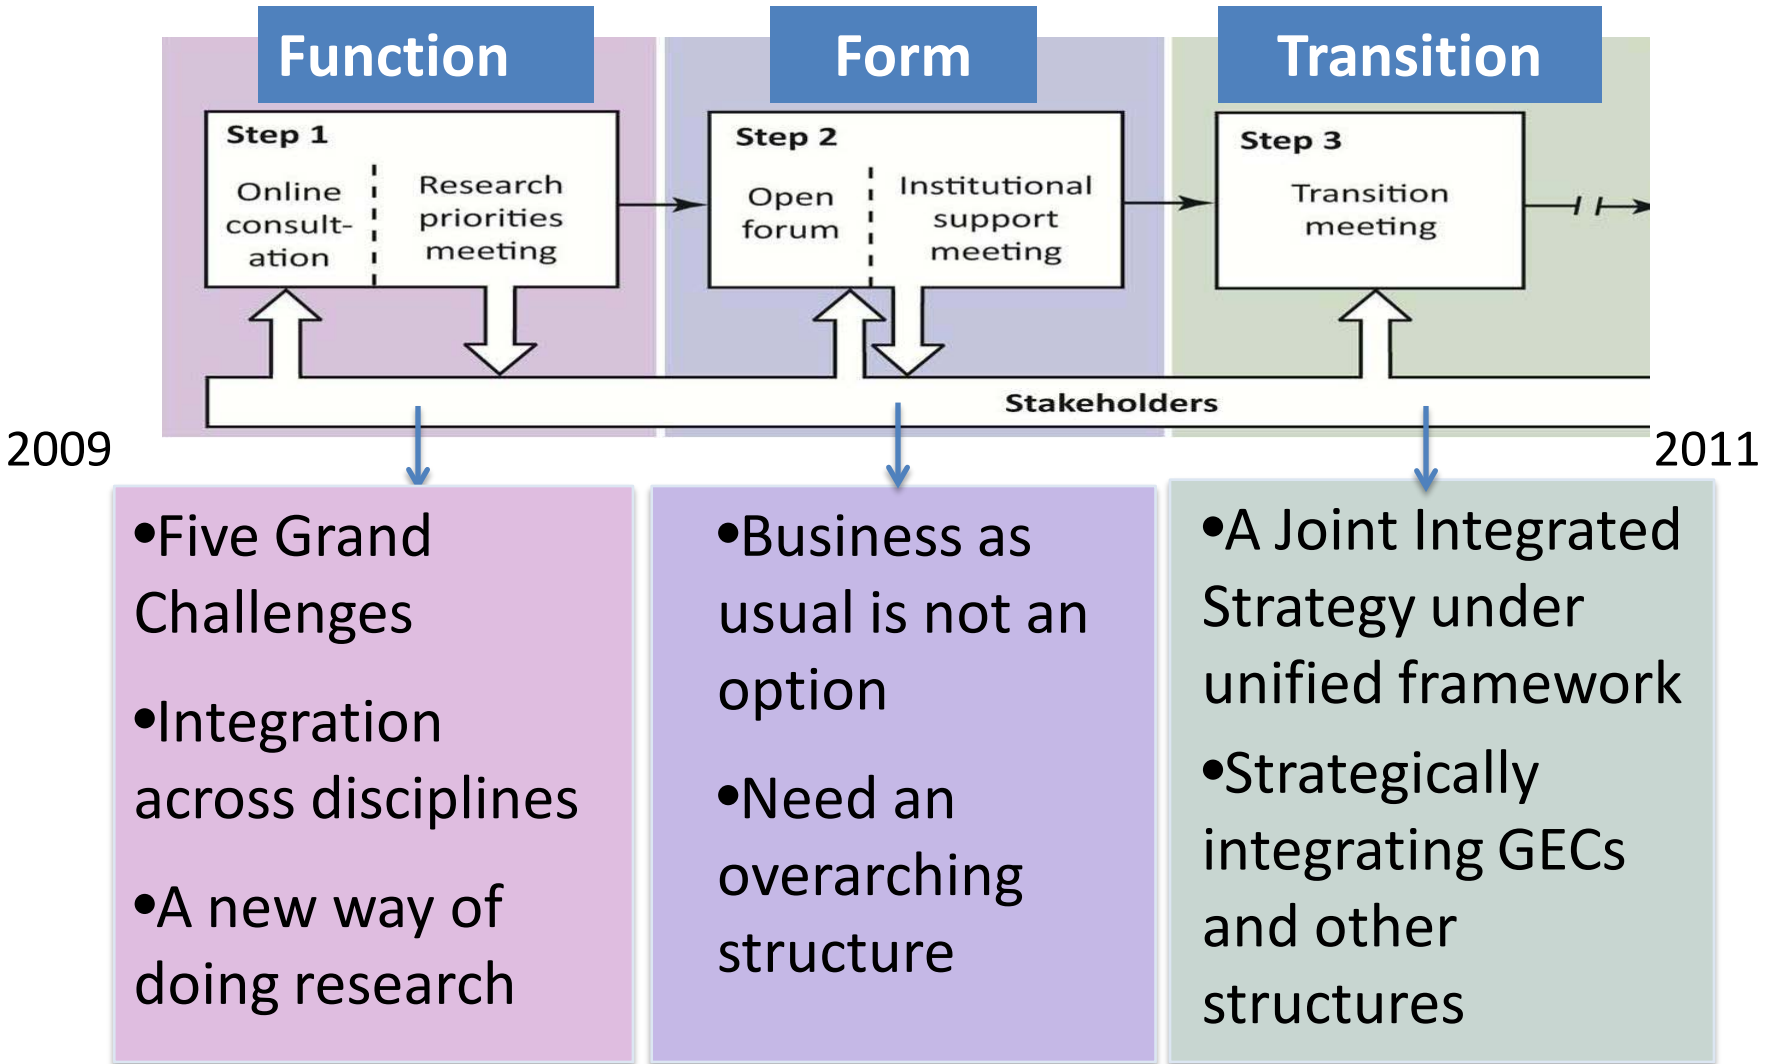 Function
Form
Transition
Step 1
Online
consult-
ation
Research
priorities
meeting
Step 2
Open
forum
Institutional
support
meeting
Step 3
Transition
meeting
Stakeholders
2009
2011
•Five Grand
Challenges
•Integration
across disciplines
•A new way of
doing research
•Business as
usual is not an
option
•Need an
overarching
structure
•A Joint Integrated
Strategy under
unified framework
•Strategically
integrating GECs
and other
structures